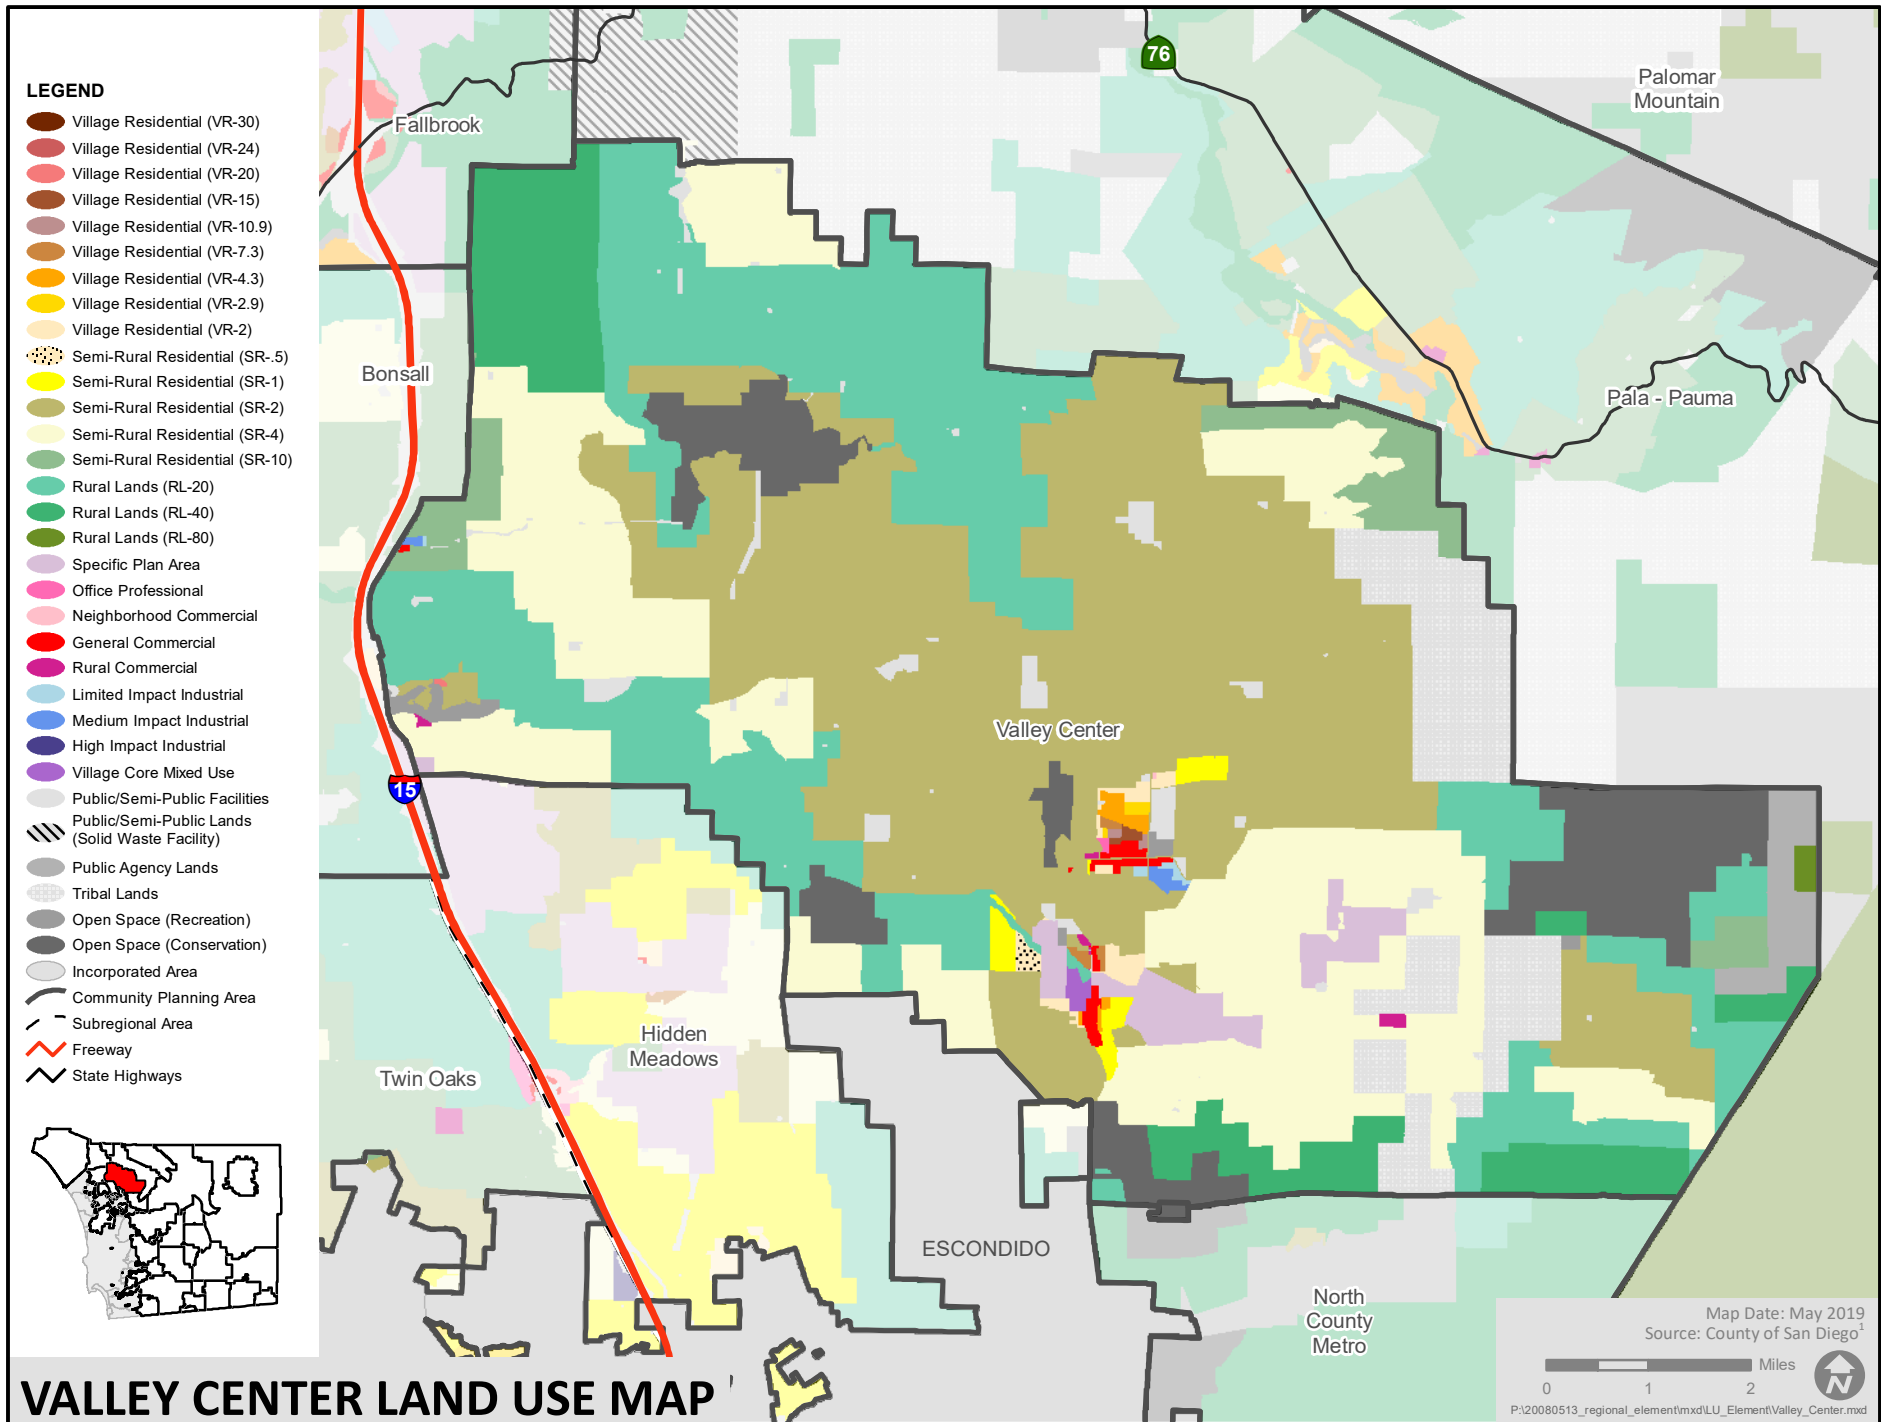 LEGEND
Village Residential (VR-30)
Village Residential (VR-24)
Village Residential (VR-20)
Village Residential (VR-15)
Village Residential (VR-10.9)
Village Residential (VR-7.3)
Village Residential (VR-4.3)
Village Residential (VR-2.9)
Village Residential (VR-2)
Semi-Rural Residential (SR-.5)
Semi-Rural Residential (SR-1)
Semi-Rural Residential (SR-2)
Semi-Rural Residential (SR-4)
Semi-Rural Residential (SR-10)
Rural Lands (RL-20)
Rural Lands (RL-40)
Rural Lands (RL-80)
Specific Plan Area
Office Professional
Neighborhood Commercial
General Commercial
Rural Commercial
Limited Impact Industrial
Medium Impact Industrial
High Impact Industrial
Village Core Mixed Use
Public/Semi-Public Facilities
Public/Semi-Public Lands
(Solid Waste Facility)
Public Agency Lands
Tribal Lands
Open Space (Recreation)
Open Space (Conservation)
Incorporated Area
Community Planning Area
Subregional Area
Freeway
State Highways
76
Palomar
Mountain
Fallbrook
Bonsall
Pala - Pauma
Valley Center
15
Hidden
Meadows
Twin Oaks
ESCONDIDO
North
County
Metro
Map Date: May 2019
Source: County of San Diego1
Miles
0 1 2
N
P:\20080513_regional_element\mxd\LU_Element\Valley_Center.mxd
VALLEY CENTER LAND USE MAP